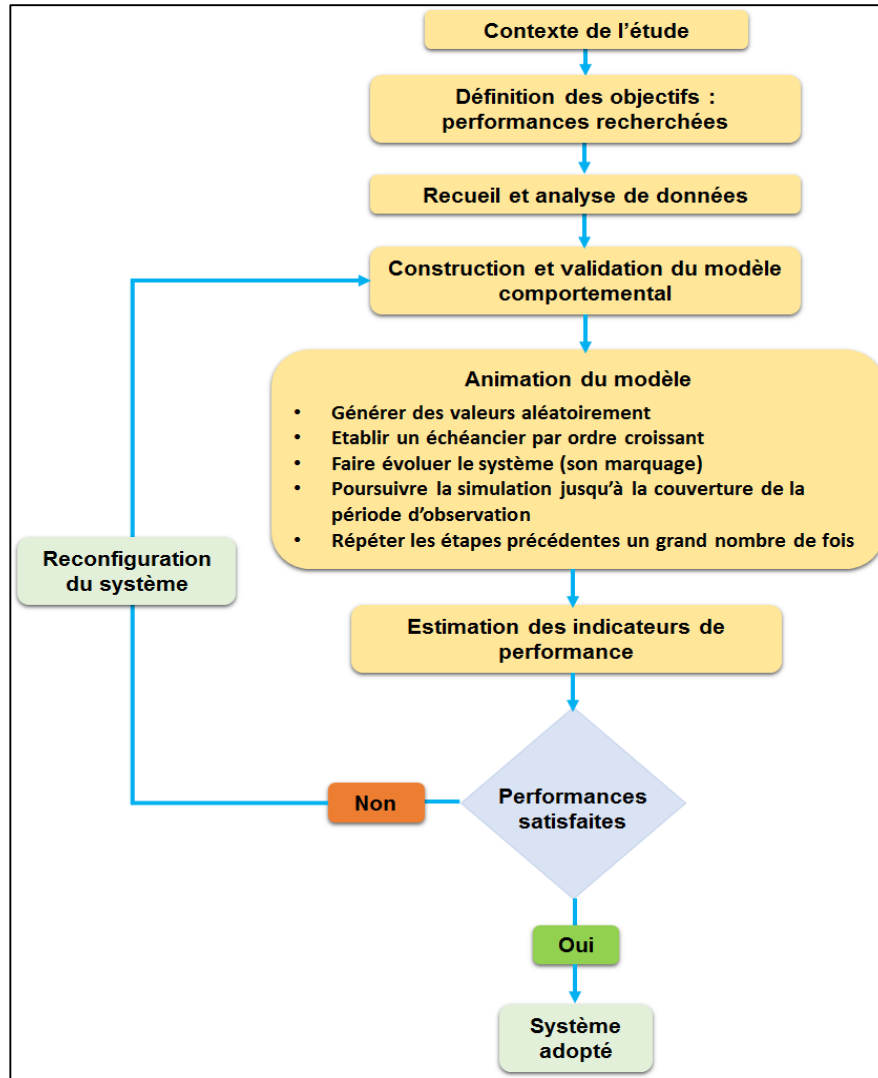 Contexte de l'étude
Définition des objectifs :
performances recherchées
Recueil et analyse de données
Construction et validation du modèle
comportemental
Animation du modèle
• Générer des valeurs aléatoirement
• Etablir un échéancier par ordre croissant
• Faire évoluer le système (son marquage)
• Poursuivre la simulation jusqu'à la couverture de la
période d'observation
• Répéter les étapes précédentes un grand nombre de fois
Reconfiguration
du système
Estimation des indicateurs de
performance
Performances
satisfaites
Non
Oui
Système
adopté